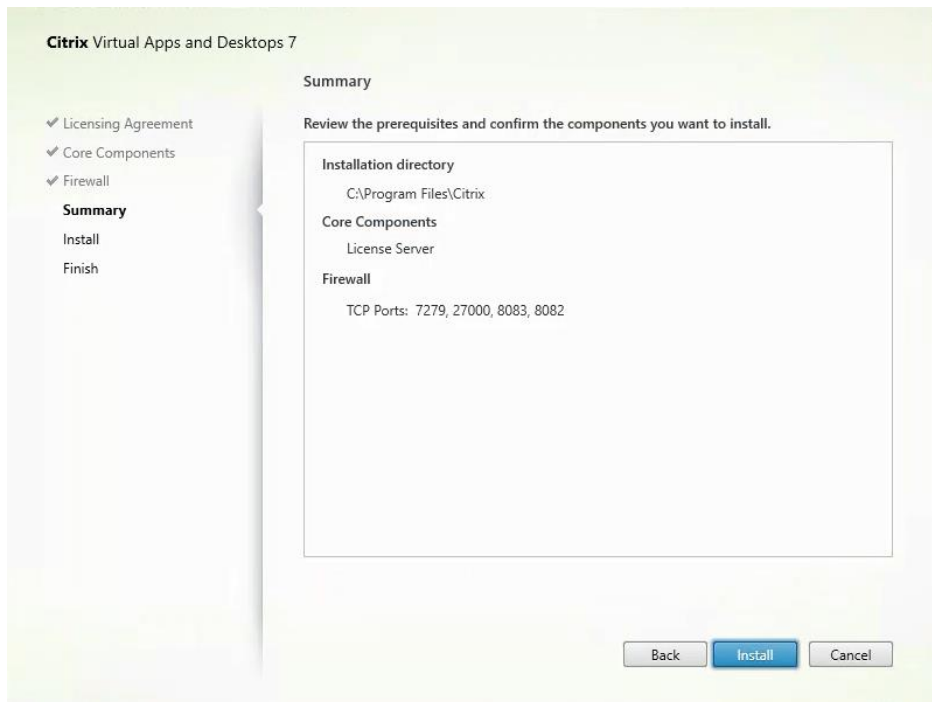 Citrix Virtual Apps and Desktops 7
Summary
✔ Licensing Agreement
✔ Core Components
✔ Firewall
Summary
Install
Finish
Review the prerequisites and confirm the components you want to install.
Installation directory
C:\Program Files\Citrix
Core Components
License Server
Firewall
TCP Ports: 7279, 27000, 8083, 8082
Back Install Cancel